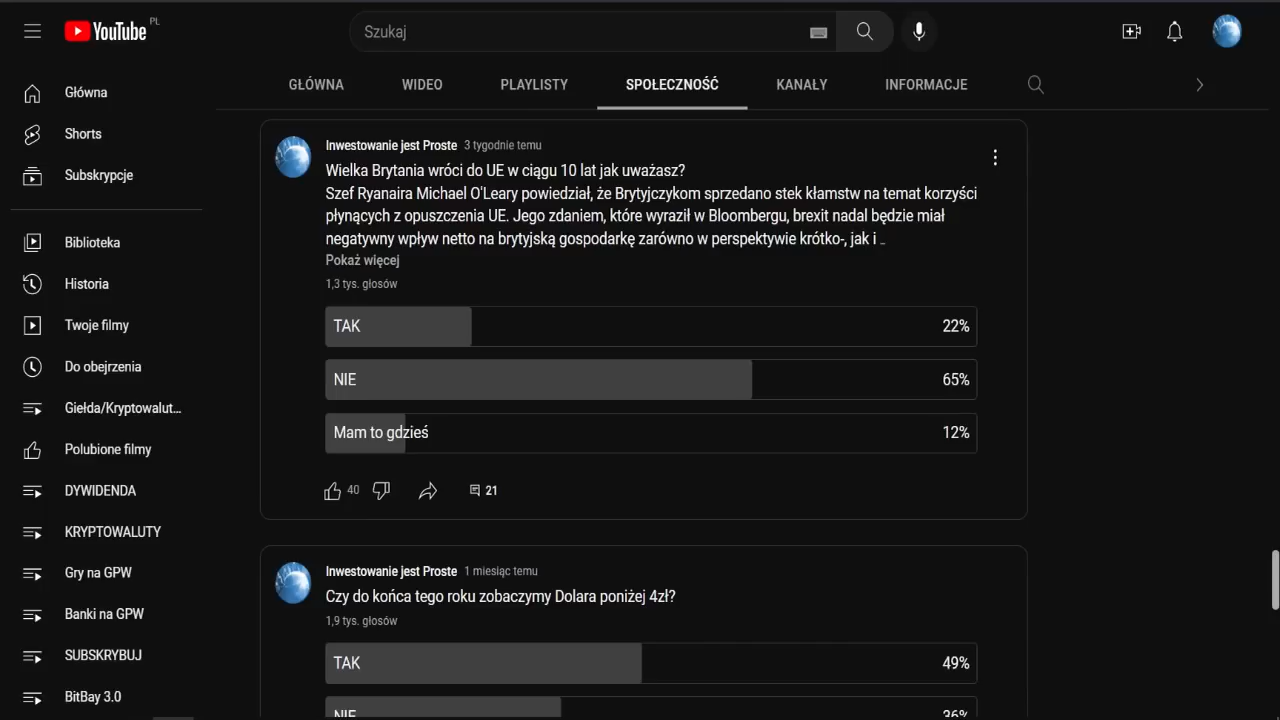 YouTube PL
Szukaj
GŁÓWNA WIDEO PLAYLISTY SPOŁECZNOŚĆ KANAŁY INFORMACJE
Główna
Shorts
Subskrypcje
Biblioteka
Historia
Twoje filmy
Do obejrzenia
Giełda/Kryptowalut...
Polubione filmy
DYWIDENDA
KRYPTOWALUTY
Gry na GPW
Banki na GPW
SUBSKRYBUJ
BitBay 3.0
Inwestowanie jest Proste 3 tygodnie temu
Wielka Brytania wróci do UE w ciągu 10 lat jak uważasz?
Szef Ryanaira Michael O'Leary powiedział, że Brytyjczykom sprzedano stek kłamstw na temat korzyści
płynących z opuszczenia UE. Jego zdaniem, które wyraził w Bloombergu, brexit nadal będzie miał
negatywny wpływ netto na brytyjską gospodarkę zarówno w perspektywie krótko-, jak i ...
Pokaż więcej
1,3 tys. głosów
TAK 22%
NIE 65%
Mam to gdzieś 12%
40 21
Inwestowanie jest Proste 1 miesiąc temu
Czy do końca tego roku zobaczymy Dolara poniżej 4zł?
1,9 tys. głosów
TAK 49%
NIE 36%